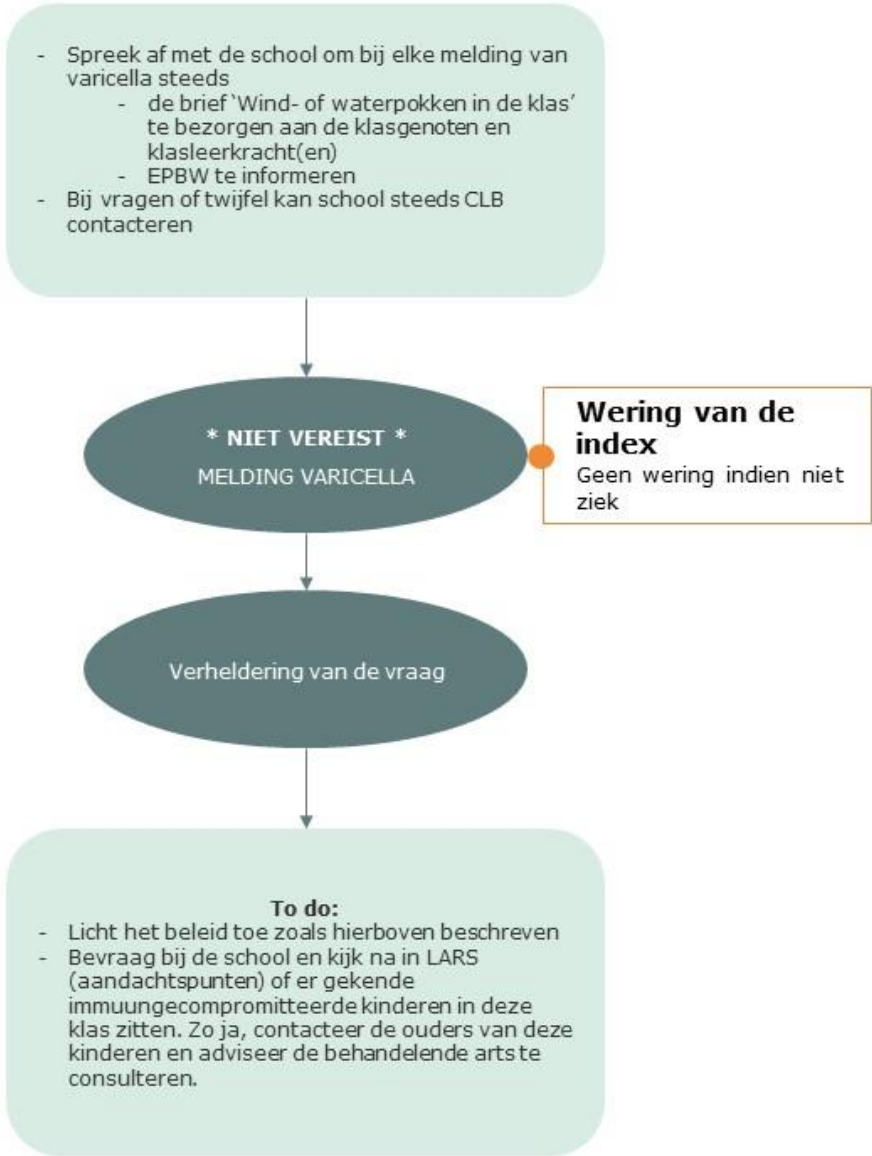 - Spreek af met de school om bij elke melding van
varicella steeds
- de brief ‘Wind- of waterpokken in de klas’
te bezorgen aan de klasgenoten en
klasleerkracht(en)
- EPBW te informeren
- Bij vragen of twijfel kan school steeds CLB
contacteren
* NIET VEREIST *
MELDING VARICELLA
Wering van de
index
Geen wering indien niet
ziek
Verheldering van de vraag
To do:
- Licht het beleid toe zoals hierboven beschreven
- Bevraag bij de school en kijk na in LARS
(aandachtspunten) of er gekende
immuungecompromitteerde kinderen in deze
klas zitten. Zo ja, contacteer de ouders van deze
kinderen en adviseer de behandelende arts te
consulteren.